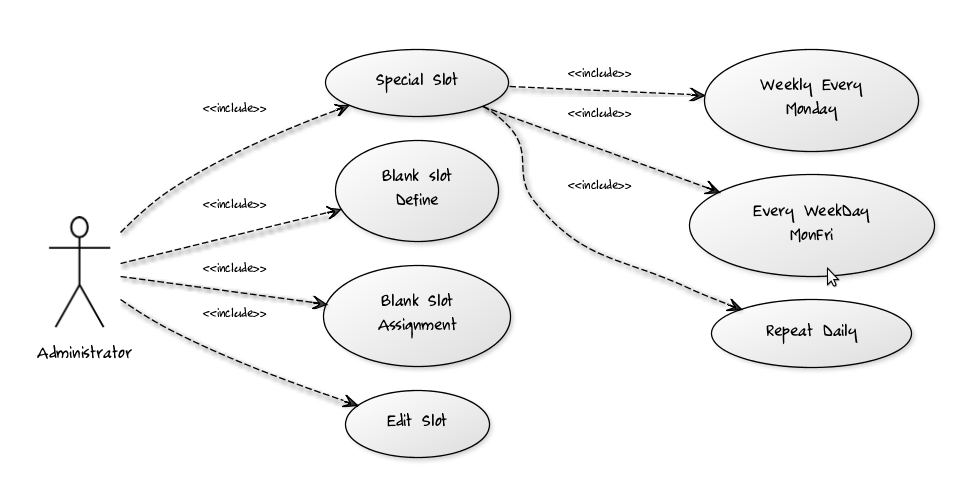 Special Slot
<<include>>
Weekly Every
Monday
<<include>>
<<include>>
Blank slot
Define
<<include>>
<<include>>
Every WeekDay
MonFri
<<include>>
Blank Slot
Assignment
<<include>>
Repeat Daily
Administrator
Edit Slot